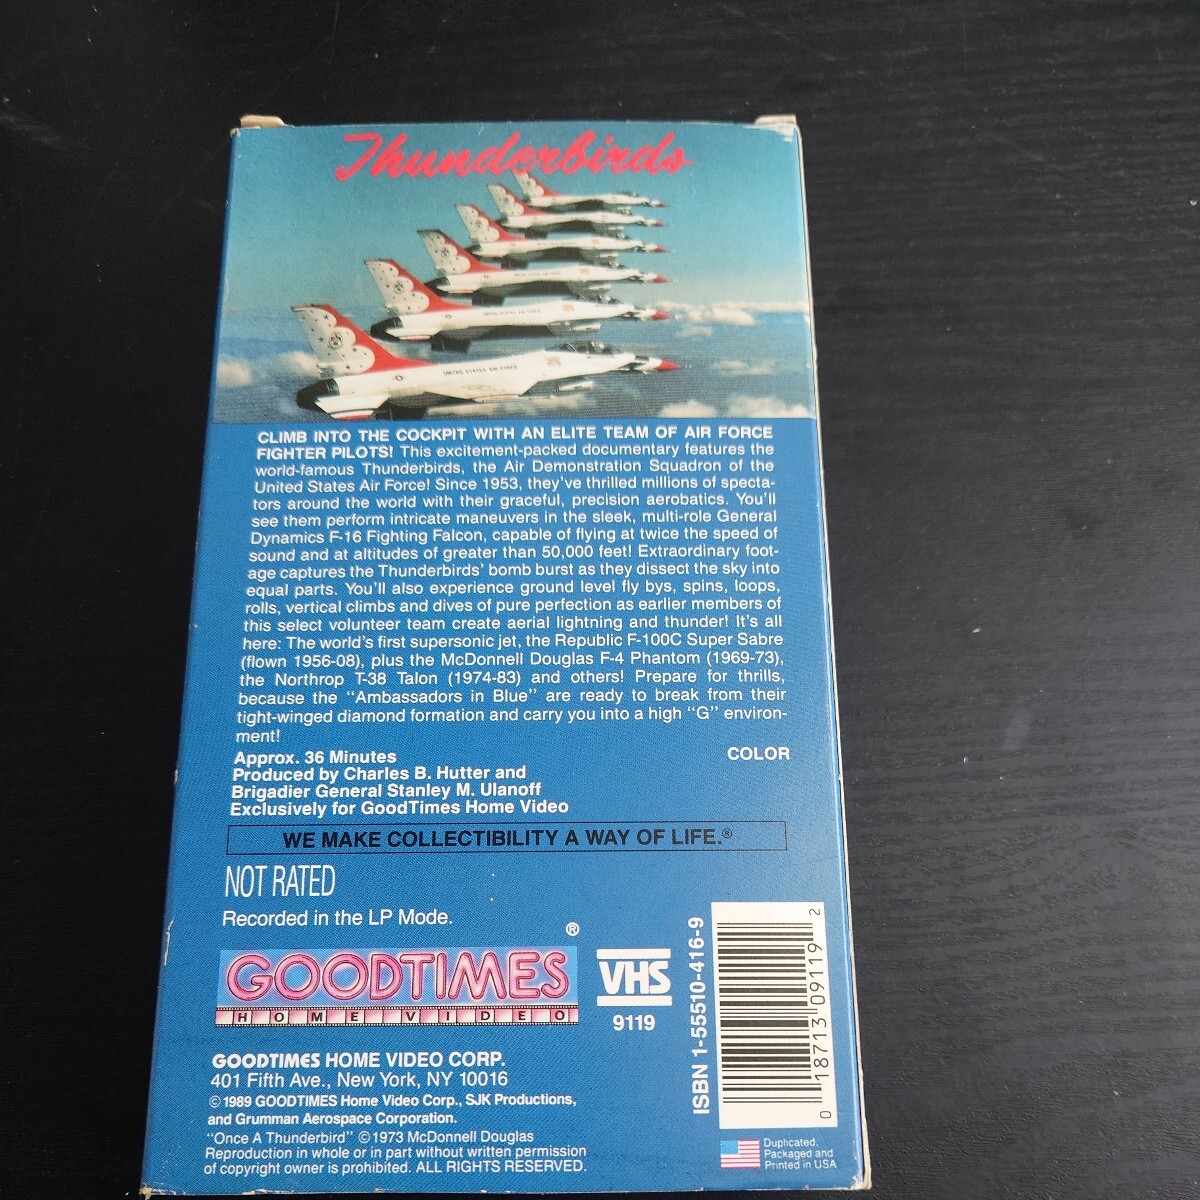 Thunderbirds
UNITED STATES AIR FORCE
UNITED STATES AIR FORCE
CLIMB INTO THE COCKPIT WITH AN ELITE TEAM OF AIR FORCE
FIGHTER PILOTS! This excitement-packed documentary features the
world-famous Thunderbirds, the Air Demonstration Squadron of the
United States Air Force! Since 1953, they've thrilled millions of specta-
tors around the world with their graceful, precision aerobatics. You'll
see them perform intricate maneuvers in the sleek, multi-role General
Dynamics F-16 Fighting Falcon, capable of flying at twice the speed of
sound and at altitudes of greater than 50,000 feet! Extraordinary foot-
age captures the Thunderbirds' bomb burst as they dissect the sky into
equal parts. You'll also experience ground level fly bys, spins, loops,
rolls, vertical climbs and dives of pure perfection as earlier members of
this select volunteer team create aerial lightning and thunder! It's all
here: The world's first supersonic jet, the Republic F-100C Super Sabre
(flown 1956-08), plus the McDonnell Douglas F-4 Phantom (1969-73),
the Northrop T-38 Talon (1974-83) and others! Prepare for thrills,
because the "Ambassadors in Blue" are ready to break from their
tight-winged diamond formation and carry you into a high "G" environ-
ment!
Approx. 36 Minutes COLOR
Produced by Charles B. Hutter and
Brigadier General Stanley M. Ulanoff
Exclusively for GoodTimes Home Video
WE MAKE COLLECTIBILITY A WAY OF LIFE.®
NOT RATED
Recorded in the LP Mode.
GOODTIMES®
HOME VIDEO
VHS
9119
ISBN 1-55510-416-9
0 18713 09119 2
GOODTIMES HOME VIDEO CORP.
401 Fifth Ave., New York, NY 10016
© 1989 GOODTIMES Home Video Corp., SJK Productions,
and Grumman Aerospace Corporation.
"Once A Thunderbird" © 1973 McDonnell Douglas
Reproduction in whole or in part without written permission
of copyright owner is prohibited. ALL RIGHTS RESERVED.
Duplicated,
Packaged and
Printed in USA